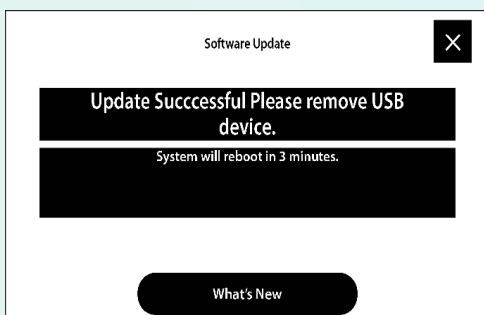 Software Update
Update Succcessful Please remove USB
device.
System will reboot in 3 minutes.
What's New